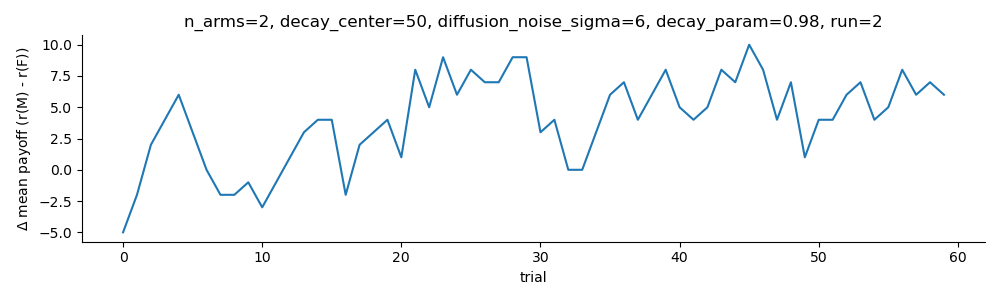 n_arms=2, decay_center=50, diffusion_noise_sigma=6, decay_param=0.98, run=2
Δ mean payoff (r(M) - r(F))
10.0
7.5
5.0
2.5
0.0
−2.5
−5.0
0 10 20 30 40 50 60
trial